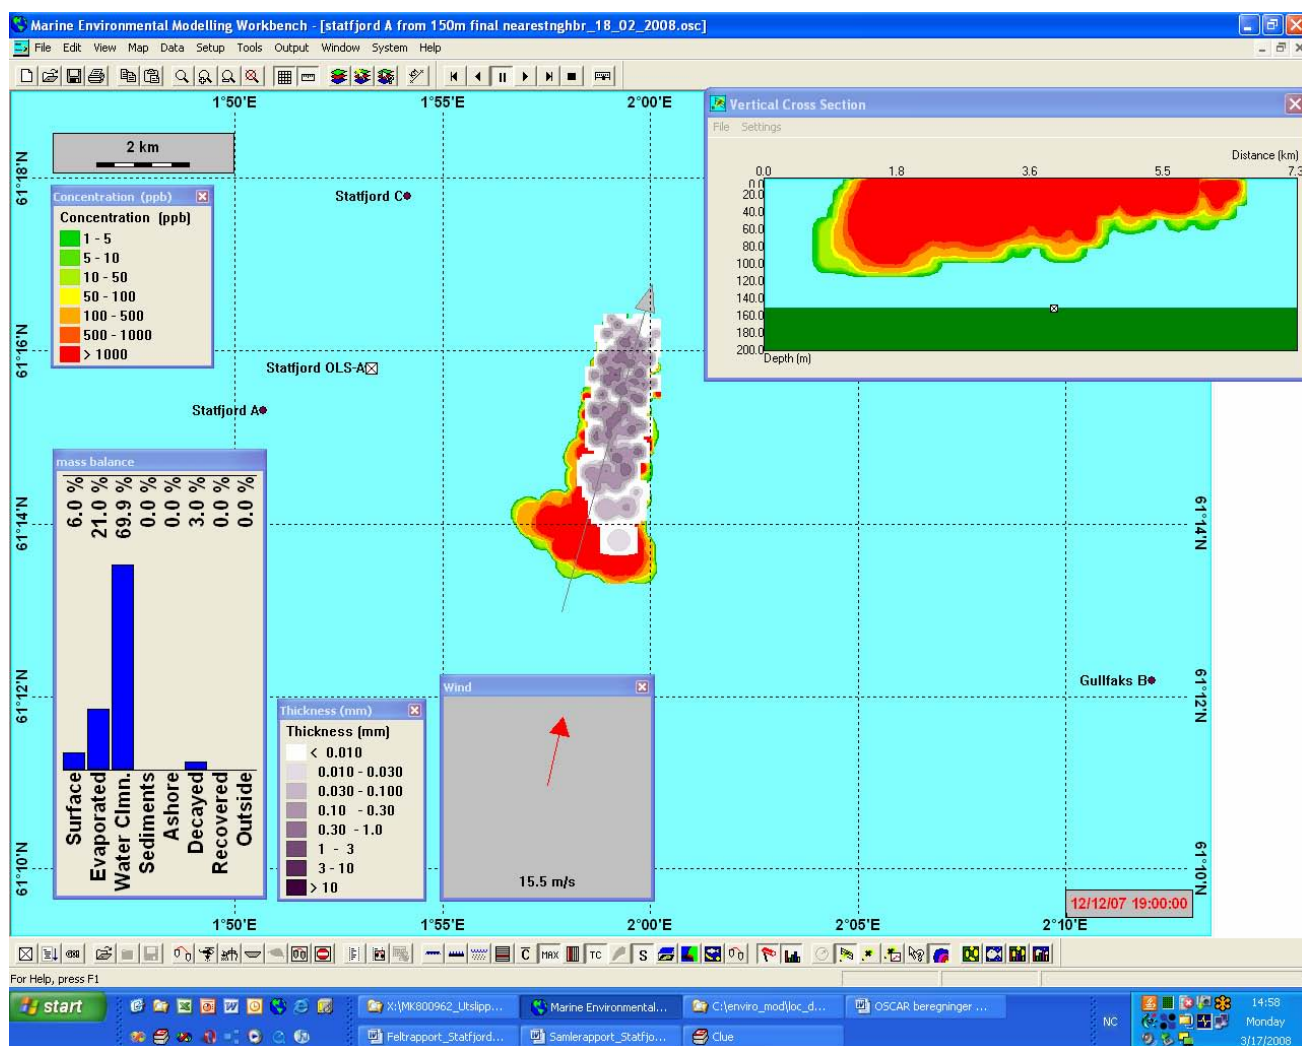 Marine Environmental Modelling Workbench - [statfjord A from 150m final nearestnghbr_18_02_2008.osc]
File Edit View Map Data Setup Tools Output Window System Help
1°50'E 1°55'E 2°00'E
2 km
61°18'N
61°16'N
61°14'N
61°12'N
61°10'N
Concentration (ppb)
Concentration (ppb)
1 - 5
5 - 10
10 - 50
50 - 100
100 - 500
500 - 1000
> 1000
Statfjord C
Statfjord OLS-A
Statfjord A
Gullfaks B
Vertical Cross Section
File Settings
Distance (km)
0.0 1.8 3.6 5.5 7.3
0.0
20.0
40.0
60.0
80.0
100.0
120.0
140.0
160.0
180.0
200.0
Depth (m)
mass balance
6.0 %
21.0 %
69.9 %
0.0 %
0.0 %
3.0 %
0.0 %
0.0 %
Surface
Evaporated
Water Clmn.
Sediments
Ashore
Decayed
Recovered
Outside
Thickness (mm)
Thickness (mm)
< 0.010
0.010 - 0.030
0.030 - 0.100
0.10 - 0.30
0.30 - 1.0
1 - 3
3 - 10
> 10
Wind
15.5 m/s
61°14'N
61°12'N
61°10'N
12/12/07 19:00:00
1°50'E 1°55'E 2°00'E 2°05'E 2°10'E
C MAX TC S
For Help, press F1
start
X:\MK800962_Utslipp...
Marine Environmental...
C:\enviro_mod\loc_d...
OSCAR beregninger ...
Feltrapport_Statfjord...
Samlerapport_Statfjo...
Clue
NC
14:58
Monday
3/17/2008